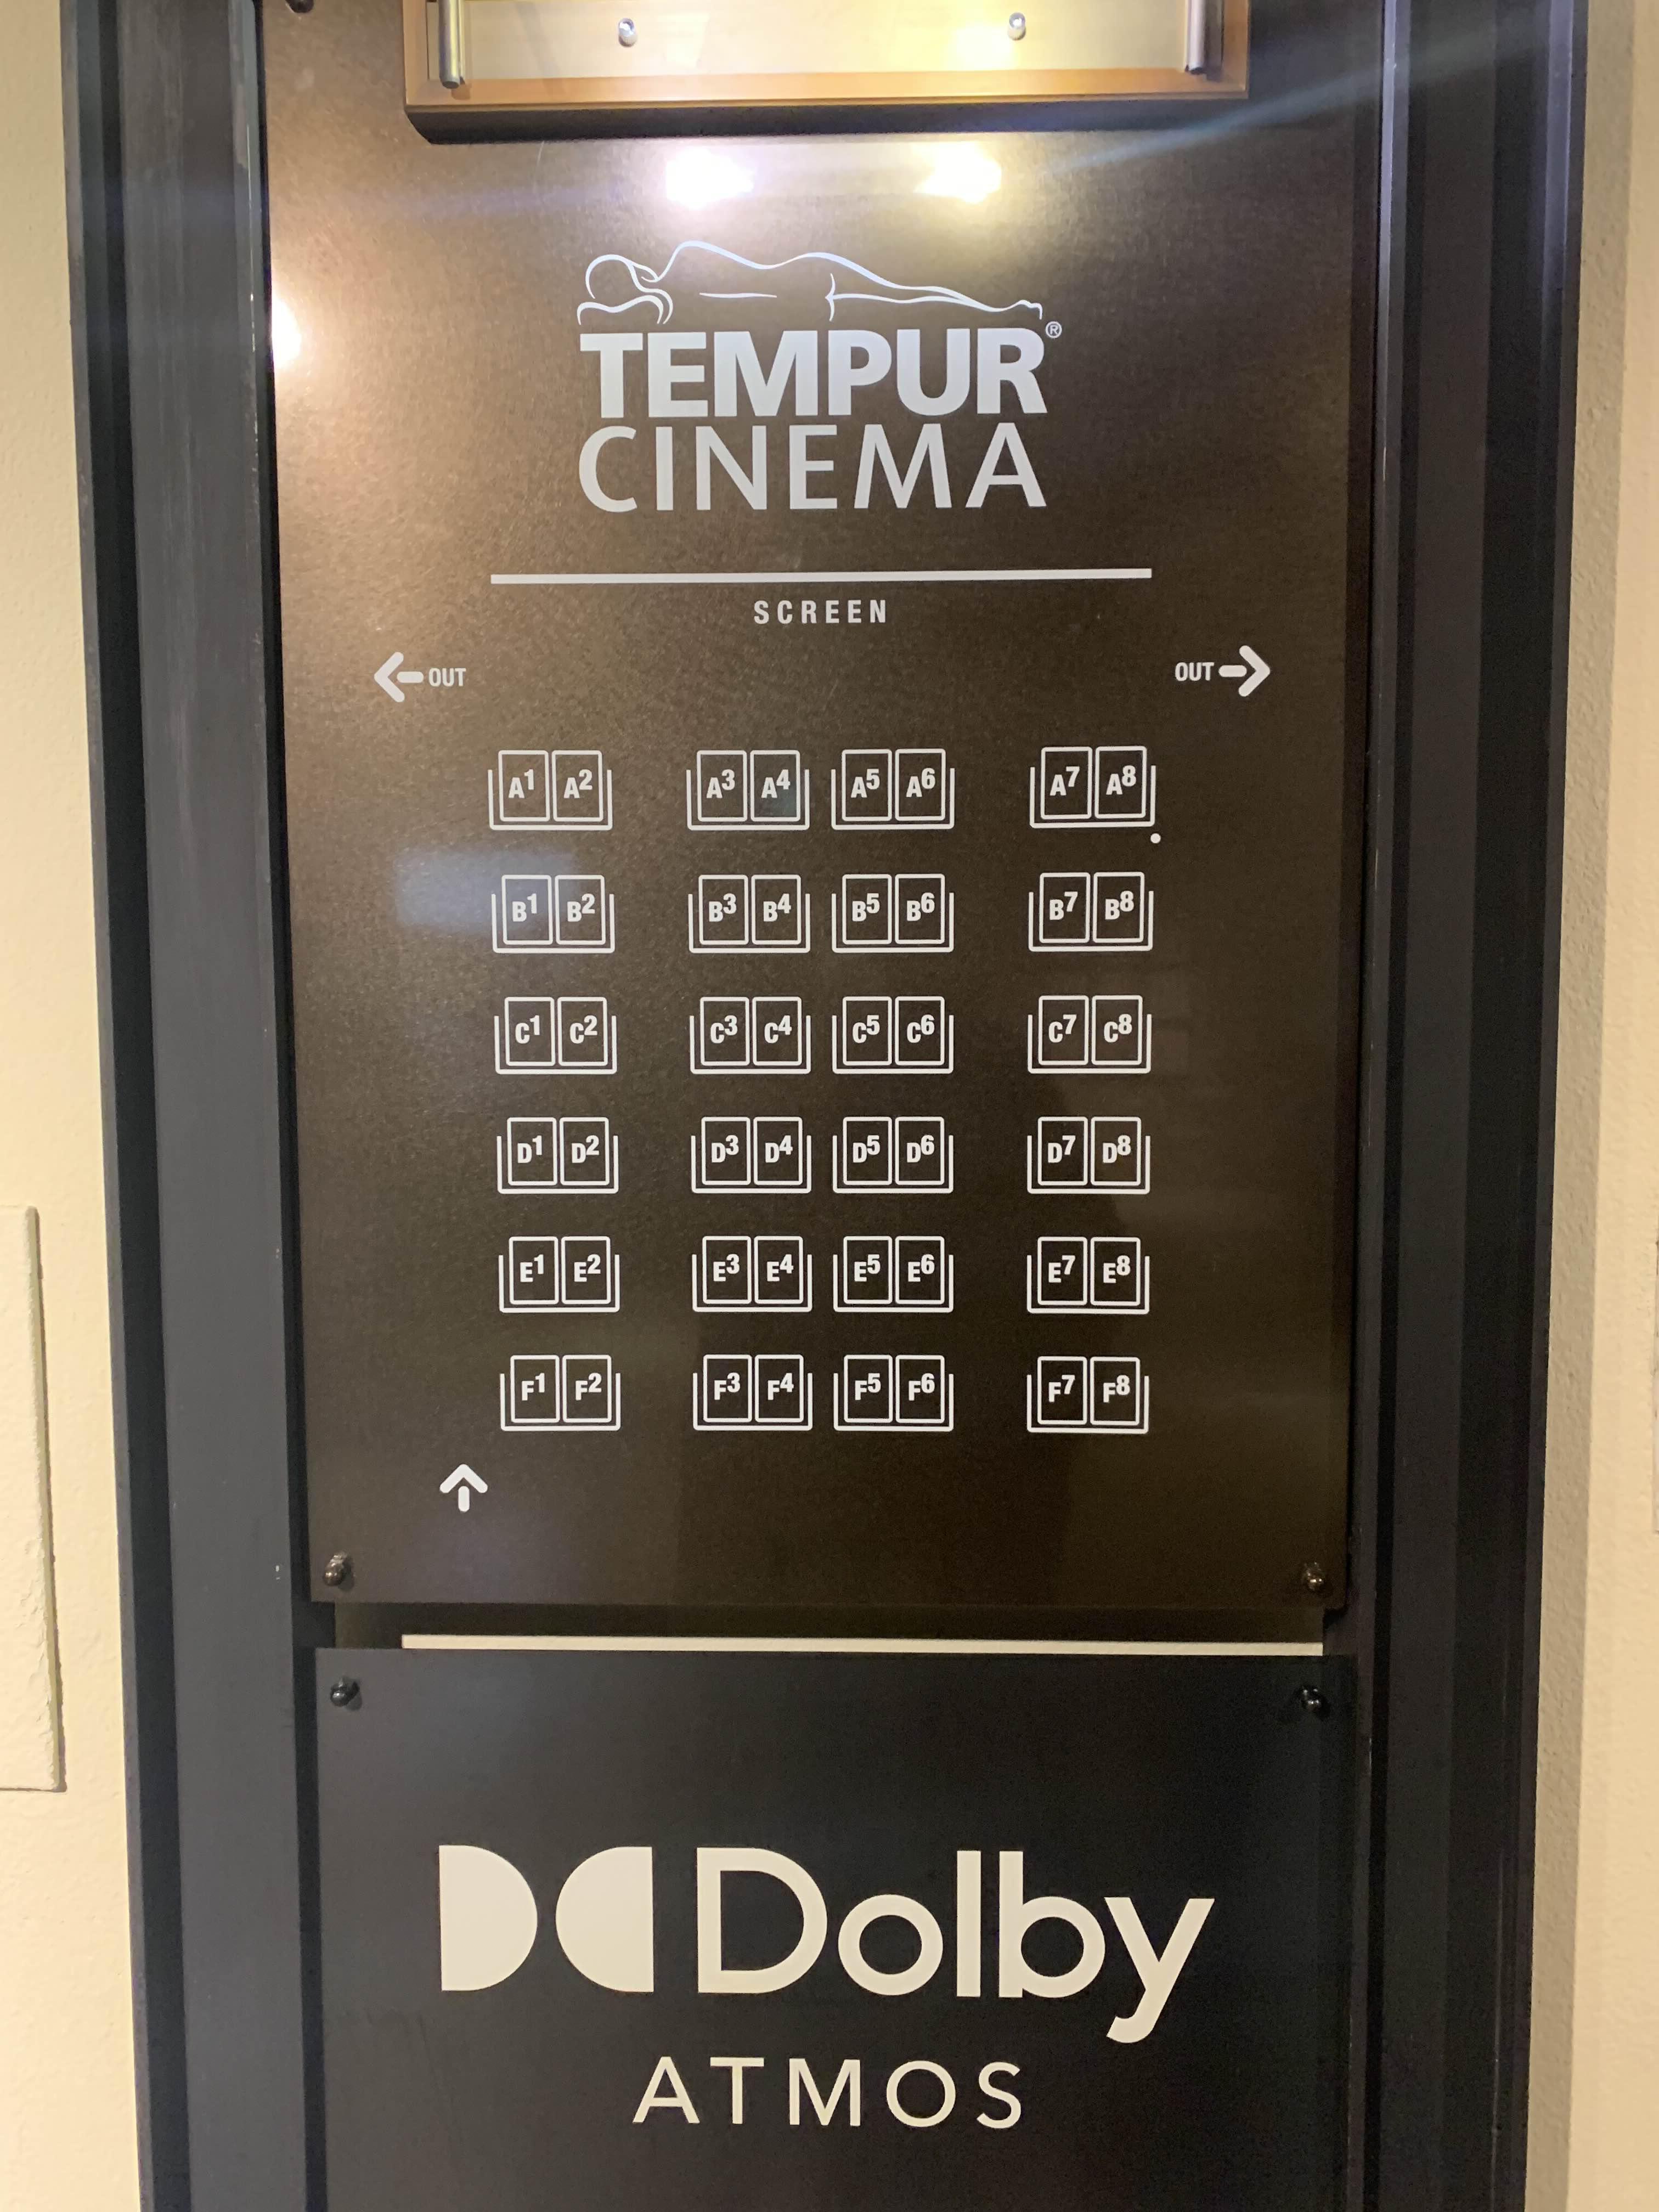 TEMPUR®
CINEMA
SCREEN
OUT OUT
A1 A2 A3 A4 A5 A6 A7 A8
B1 B2 B3 B4 B5 B6 B7 B8
C1 C2 C3 C4 C5 C6 C7 C8
D1 D2 D3 D4 D5 D6 D7 D8
E1 E2 E3 E4 E5 E6 E7 E8
F1 F2 F3 F4 F5 F6 F7 F8
Dolby
ATMOS